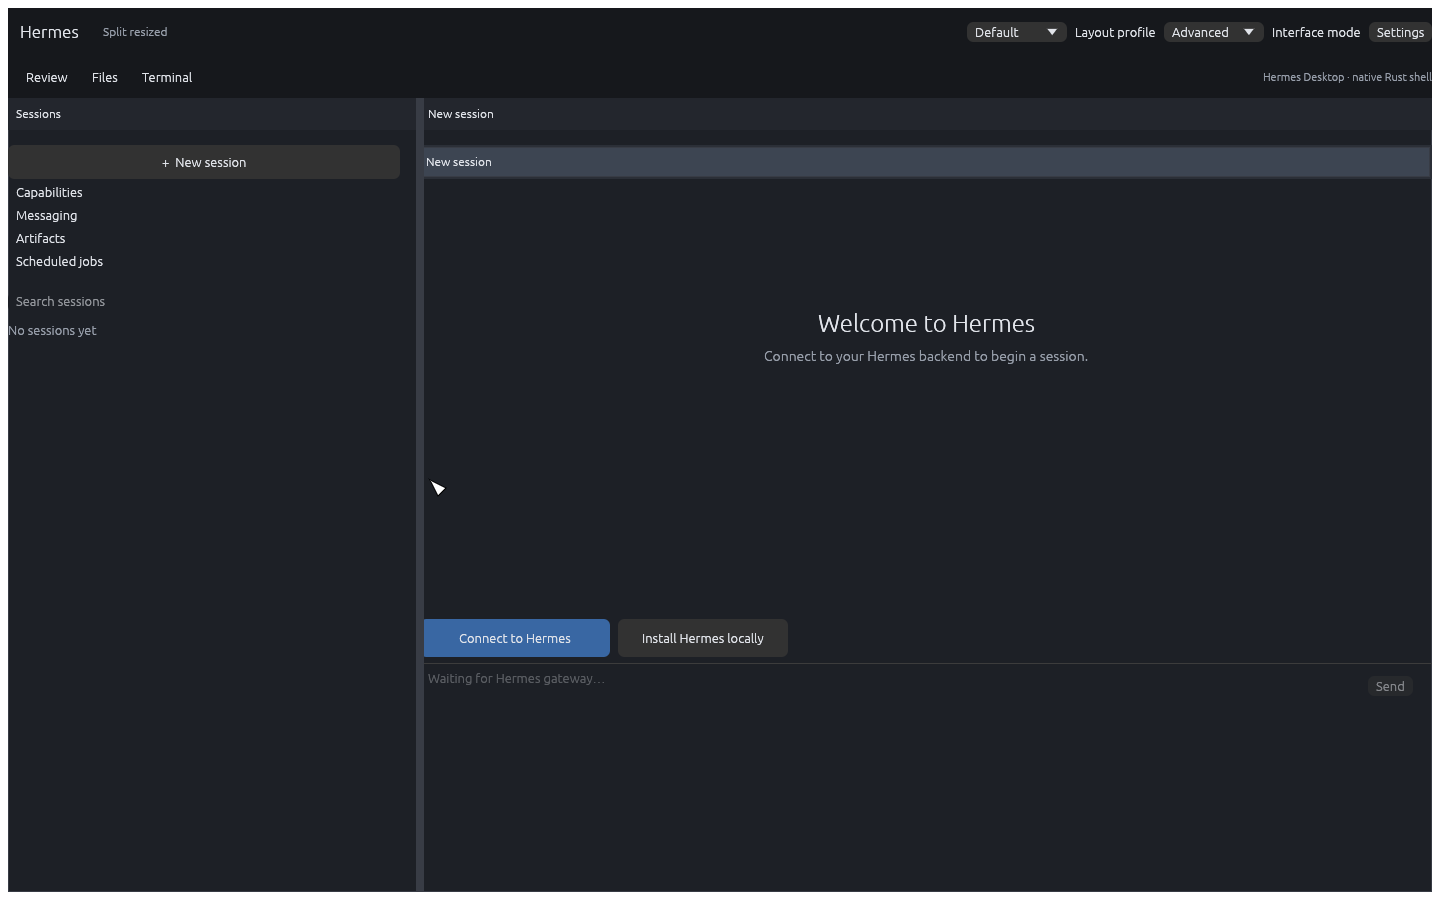 Hermes Split resized Default Layout profile Advanced Interface mode Settings
Review Files Terminal Hermes Desktop · native Rust shell
Sessions
+ New session
Capabilities
Messaging
Artifacts
Scheduled jobs
Search sessions
No sessions yet
New session
New session
Welcome to Hermes
Connect to your Hermes backend to begin a session.
Connect to Hermes Install Hermes locally
Waiting for Hermes gateway...
Send